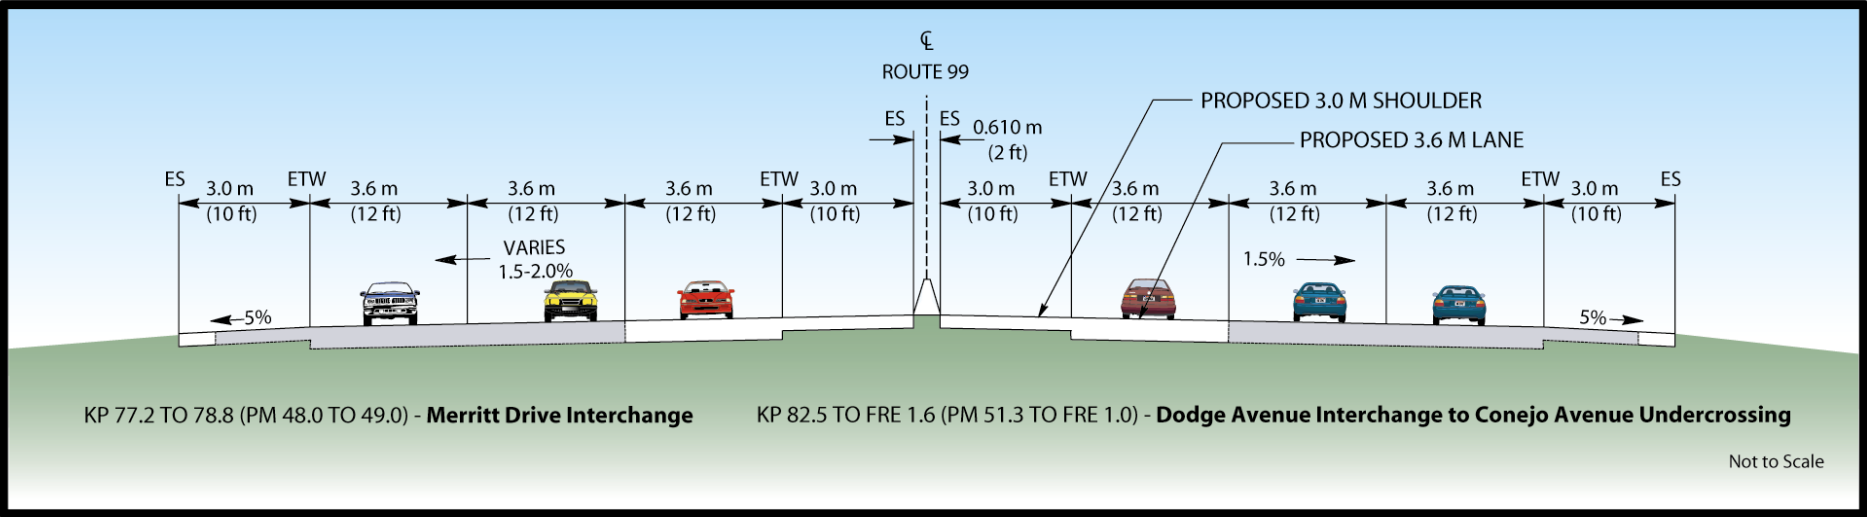 ℄
ROUTE 99
PROPOSED 3.0 M SHOULDER
ES ES 0.610 m
(2 ft)
PROPOSED 3.6 M LANE
ES 3.0 m ETW 3.6 m 3.6 m 3.6 m ETW 3.0 m 3.0 m ETW 3.6 m 3.6 m 3.6 m ETW 3.0 m ES
(10 ft) (12 ft) (12 ft) (12 ft) (10 ft) (10 ft) (12 ft) (12 ft) (12 ft) (10 ft)
VARIES
1.5-2.0%
1.5%
5% 5%
KP 77.2 TO 78.8 (PM 48.0 TO 49.0) - Merritt Drive Interchange
KP 82.5 TO FRE 1.6 (PM 51.3 TO FRE 1.0) - Dodge Avenue Interchange to Conejo Avenue Undercrossing
Not to Scale